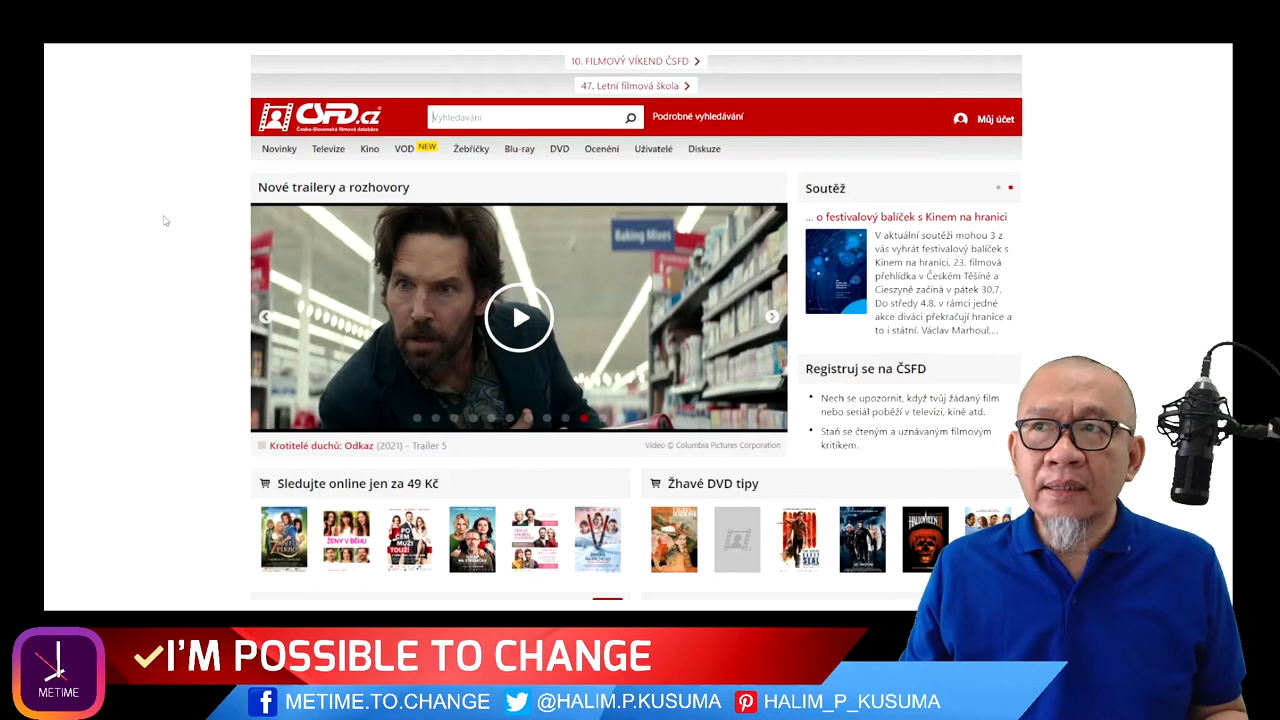 10. FILMOVÝ VÍKEND ČSFD
47. Letní filmová škola
ČSFD.cz
Česko-Slovenská filmová databáze
Vyhledávání
Podrobné vyhledávání
Můj účet
Novinky Televize Kino VOD NEW Žebříčky Blu-ray DVD Ocenění Uživatelé Diskuze
Nové trailery a rozhovory
Baking Mixes
Krotitelé duchů: Odkaz (2021) - Trailer 5
Video © Columbia Pictures Corporation
Soutěž
... o festivalový balíček s Kinem na hranici
V aktuální soutěži mohou 3 z
vás vyhrát festivalový balíček s
Kinem na hranici. 23. filmová
přehlídka v Českém Těšíně a
Cieszyně začíná v pátek 30.7.
Do středy 4.8. v rámci jedné
akce diváci překračují hranice a
to i státní. Václav Marhoul,...
Registruj se na ČSFD
Nech se upozornit, když tvůj žádaný film
nebo seriál poběží v televizi, kině atd.
Staň se čteným a uznávaným filmovým
kritikem.
Sledujte online jen za 49 Kč
ŽENY V BĚHU
PO ČEM MUŽI TOUŽÍ
Žhavé DVD tipy
HALLOWEEN II
I'M POSSIBLE TO CHANGE
METIME
METIME.TO.CHANGE @HALIM.P.KUSUMA HALIM_P_KUSUMA